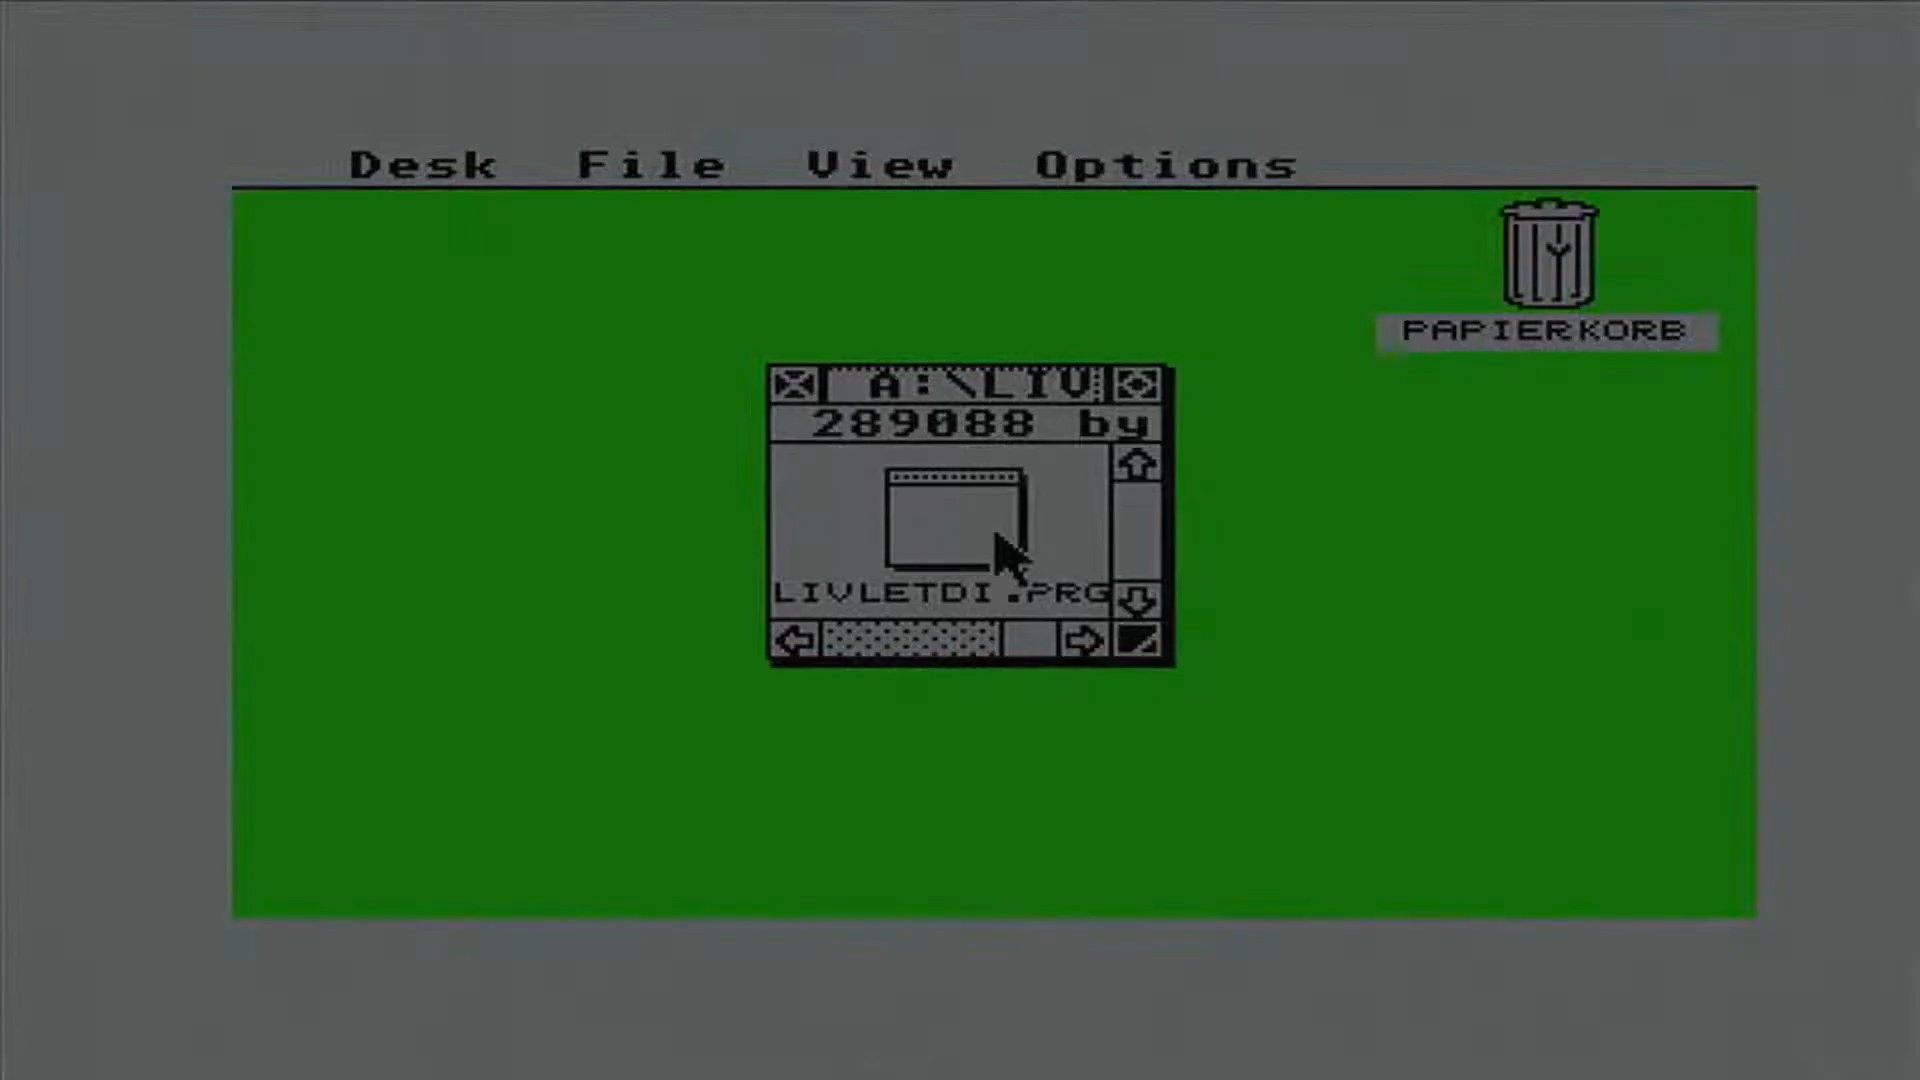 Desk File View Options
PAPIERKORB
A:\LIV
289088 by
LIVLETDI.PRG